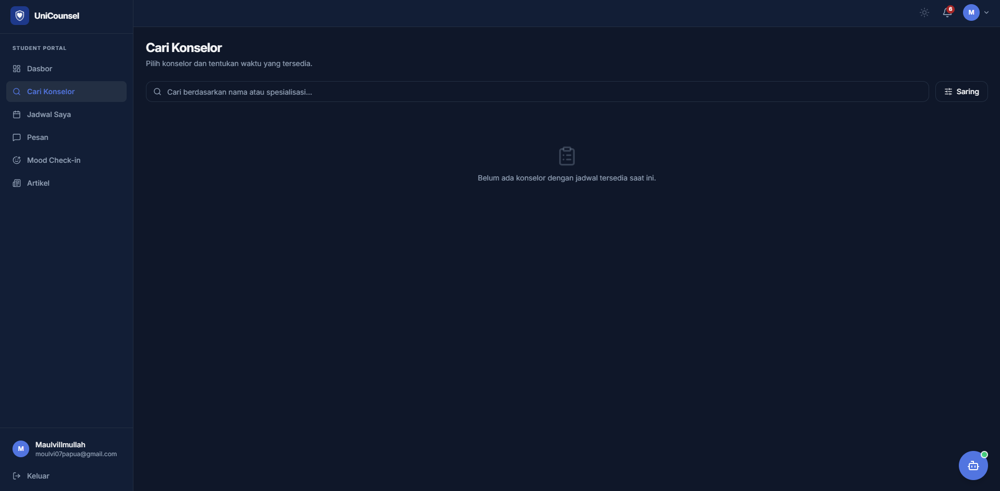 UniCounsel
STUDENT PORTAL
Dasbor
Cari Konselor
Jadwal Saya
Pesan
Mood Check-in
Artikel
Maulvillmullah
M
moulvi07papua@gmail.com
Keluar
6
M
Cari Konselor
Pilih konselor dan tentukan waktu yang tersedia.
Cari berdasarkan nama atau spesialisasi...
Saring
Belum ada konselor dengan jadwal tersedia saat ini.